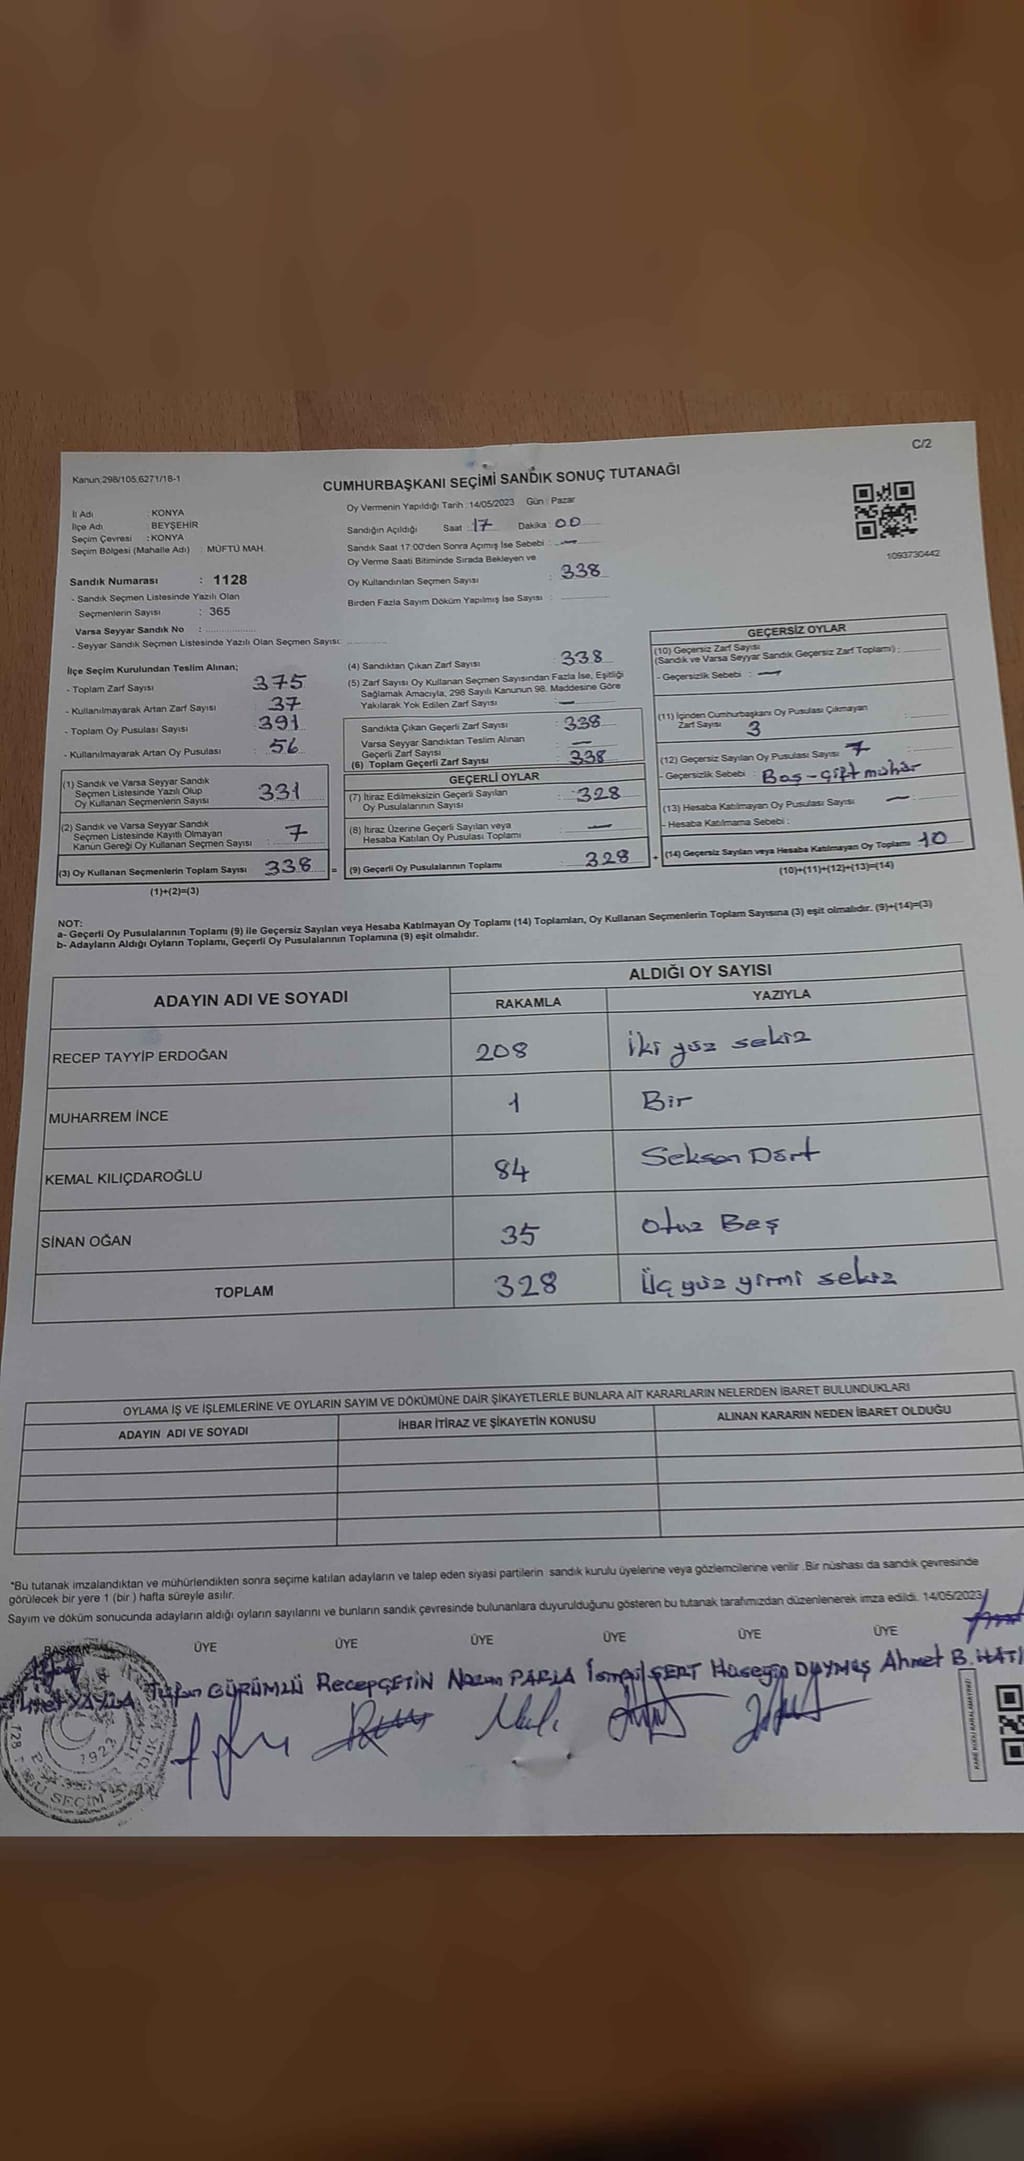 C/2
Kanun;298/105,6271/18-1
CUMHURBAŞKANI SEÇİMİ SANDIK SONUÇ TUTANAĞI
İl Adı : KONYA
İlçe Adı : BEYŞEHİR
Seçim Çevresi : KONYA
Seçim Bölgesi (Mahalle Adı) : MÜFTÜ MAH.
Sandık Numarası : 1128
- Sandık Seçmen Listesinde Yazılı Olan
Seçmenlerin Sayısı : 365
Varsa Seyyar Sandık No :
- Seyyar Sandık Seçmen Listesinde Yazılı Olan Seçmen Sayısı:
Oy Vermenin Yapıldığı Tarih :14/05/2023 Gün : Pazar
Sandığın Açıldığı Saat : 17 Dakika : 00
Sandık Saat 17:00'den Sonra Açımış İse Sebebi : —
Oy Verme Saati Bitiminde Sırada Bekleyen ve
Oy Kullandırılan Seçmen Sayısı : 338
Birden Fazla Sayım Döküm Yapılmış İse Sayısı :
1093730442
İlçe Seçim Kurulundan Teslim Alınan;
- Toplam Zarf Sayısı : 375
- Kullanılmayarak Artan Zarf Sayısı : 37
- Toplam Oy Pusulası Sayısı : 391
- Kullanılmayarak Artan Oy Pusulası : 56
(1) Sandık ve Varsa Seyyar Sandık
Seçmen Listesinde Yazılı Olup
Oy Kullanan Seçmenlerin Sayısı : 331
(2) Sandık ve Varsa Seyyar Sandık
Seçmen Listesinde Kayıtlı Olmayan
Kanun Gereği Oy Kullanan Seçmen Sayısı : 7
(3) Oy Kullanan Seçmenlerin Toplam Sayısı : 338
(1)+(2)=(3)
(4) Sandıktan Çıkan Zarf Sayısı : 338
(5) Zarf Sayısı Oy Kullanan Seçmen Sayısından Fazla İse, Eşitliği
Sağlamak Amacıyla, 298 Sayılı Kanunun 98. Maddesine Göre
Yakılarak Yok Edilen Zarf Sayısı : —
Sandıkta Çıkan Geçerli Zarf Sayısı : 338
Varsa Seyyar Sandıktan Teslim Alınan
Geçerli Zarf Sayısı : —
(6) Toplam Geçerli Zarf Sayısı : 338
GEÇERLİ OYLAR
(7) İtiraz Edilmeksizin Geçerli Sayılan
Oy Pusulalarının Sayısı : 328
(8) İtiraz Üzerine Geçerli Sayılan veya
Hesaba Katılan Oy Pusulası Toplamı : —
= (9) Geçerli Oy Pusulalarının Toplamı : 328 +
GEÇERSİZ OYLAR
(10) Geçersiz Zarf Sayısı
(Sandık ve Varsa Seyyar Sandık Geçersiz Zarf Toplamı) :
- Geçersizlik Sebebi : —
(11) İçinden Cumhurbaşkanı Oy Pusulası Çıkmayan
Zarf Sayısı 3
(12) Geçersiz Sayılan Oy Pusulası Sayısı 7
- Geçersizlik Sebebi : Boş - Çift mühür
(13) Hesaba Katılmayan Oy Pusulası Sayısı —
- Hesaba Katılmama Sebebi :
(14) Geçersiz Sayılan veya Hesaba Katılmayan Oy Toplamı 10
(10)+(11)+(12)+(13)=(14)
NOT:
a- Geçerli Oy Pusulalarının Toplamı (9) ile Geçersiz Sayılan veya Hesaba Katılmayan Oy Toplamı (14) Toplamları, Oy Kullanan Seçmenlerin Toplam Sayısına (3) eşit olmalıdır. (9)+(14)=(3)
b- Adayların Aldığı Oyların Toplamı, Geçerli Oy Pusulalarının Toplamına (9) eşit olmalıdır.
ADAYIN ADI VE SOYADI
ALDIĞI OY SAYISI
RAKAMLA YAZIYLA
RECEP TAYYİP ERDOĞAN 208 İki yüz sekiz
MUHARREM İNCE 1 Bir
KEMAL KILIÇDAROĞLU 84 Seksen Dört
SİNAN OĞAN 35 Otuz Beş
TOPLAM 328 Üç yüz yirmi sekiz
OYLAMA İŞ VE İŞLEMLERİNE VE OYLARIN SAYIM VE DÖKÜMÜNE DAİR ŞİKAYETLERLE BUNLARA AİT KARARLARIN NELERDEN İBARET BULUNDUKLARI
ADAYIN ADI VE SOYADI İHBAR İTİRAZ VE ŞİKAYETİN KONUSU ALINAN KARARIN NEDEN İBARET OLDUĞU
*Bu tutanak imzalandıktan ve mühürlendikten sonra seçime katılan adayların ve talep eden siyasi partilerin sandık kurulu üyelerine veya gözlemcilerine verilir. Bir nüshası da sandık çevresinde
görülecek bir yere 1 (bir ) hafta süreyle asılır.
Sayım ve döküm sonucunda adayların aldığı oyların sayılarını ve bunların sandık çevresinde bulunanlara duyurulduğunu gösteren bu tutanak tarafımızdan düzenlenerek imza edildi. 14/05/2023
BAŞKAN ÜYE ÜYE ÜYE ÜYE ÜYE ÜYE
GÜRÜMLÜ Recep ÇETİN Nazım PARLA İsmail SERT Hüseyin DUYMUŞ Ahmet B. HATİ
1923
SEÇİM